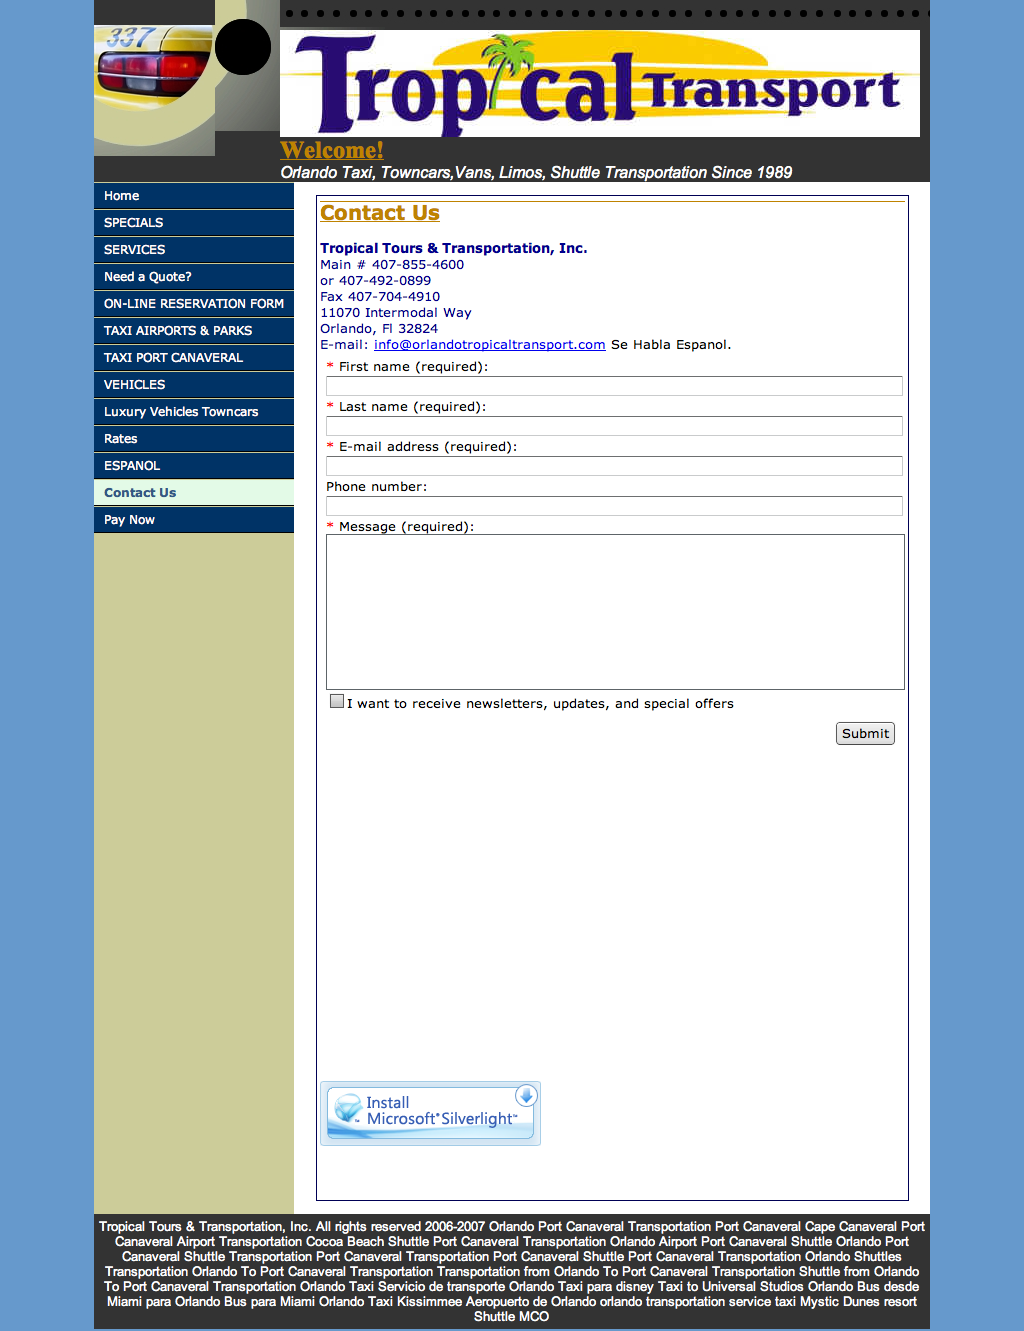 337
Tropical Transport
Welcome!
Orlando Taxi, Towncars,Vans, Limos, Shuttle Transportation Since 1989
Home
SPECIALS
SERVICES
Need a Quote?
ON-LINE RESERVATION FORM
TAXI AIRPORTS & PARKS
TAXI PORT CANAVERAL
VEHICLES
Luxury Vehicles Towncars
Rates
ESPANOL
Contact Us
Pay Now
Contact Us
Tropical Tours & Transportation, Inc.
Main # 407-855-4600
or 407-492-0899
Fax 407-704-4910
11070 Intermodal Way
Orlando, Fl 32824
E-mail: info@orlandotropicaltransport.com Se Habla Espanol.
* First name (required):
* Last name (required):
* E-mail address (required):
Phone number:
* Message (required):
I want to receive newsletters, updates, and special offers
Submit
Install
Microsoft® Silverlight™
Tropical Tours & Transportation, Inc. All rights reserved 2006-2007 Orlando Port Canaveral Transportation Port Canaveral Cape Canaveral Port
Canaveral Airport Transportation Cocoa Beach Shuttle Port Canaveral Transportation Orlando Airport Port Canaveral Shuttle Orlando Port
Canaveral Shuttle Transportation Port Canaveral Transportation Port Canaveral Shuttle Port Canaveral Transportation Orlando Shuttles
Transportation Orlando To Port Canaveral Transportation Transportation from Orlando To Port Canaveral Transportation Shuttle from Orlando
To Port Canaveral Transportation Orlando Taxi Servicio de transporte Orlando Taxi para disney Taxi to Universal Studios Orlando Bus desde
Miami para Orlando Bus para Miami Orlando Taxi Kissimmee Aeropuerto de Orlando orlando transportation service taxi Mystic Dunes resort
Shuttle MCO